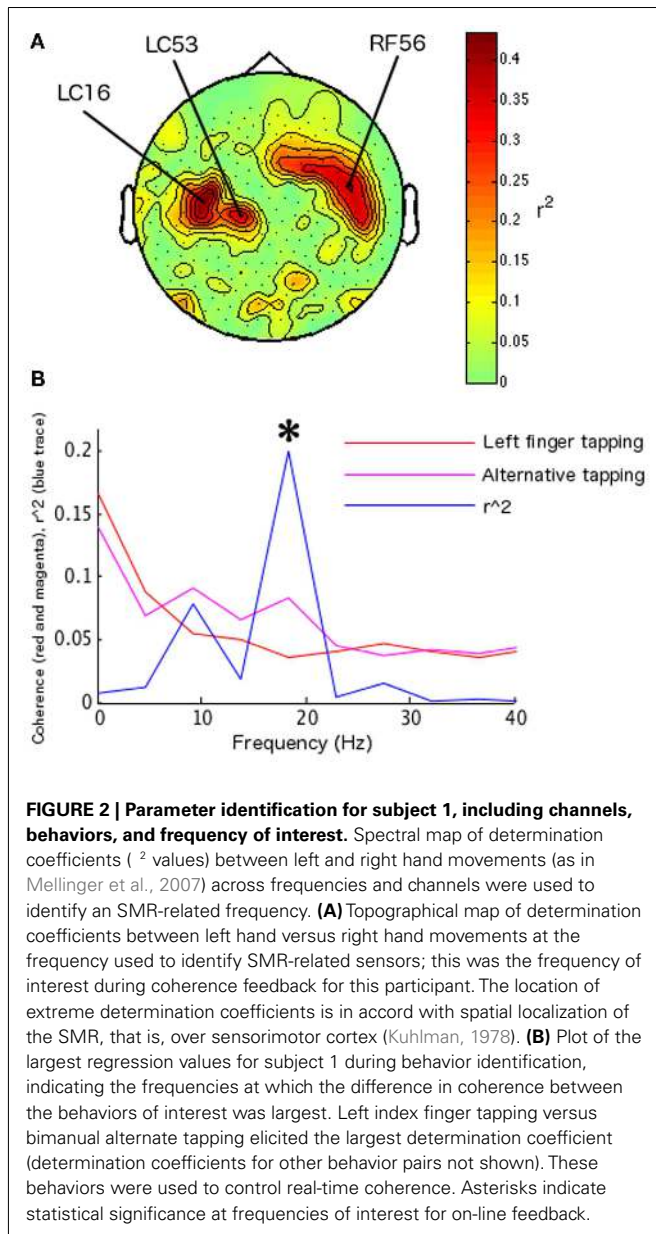 A
LC53
RF56
LC16
0.4
0.35
0.3
0.25
0.2
0.15
0.1
0.05
0
r²
B
Coherence (red and magenta), r^2 (blue trace)
0.2
0.15
0.1
0.05
0
*
Left finger tapping
Alternative tapping
r^2
0 10 20 30 40
Frequency (Hz)
FIGURE 2 | Parameter identification for subject 1, including channels,
behaviors, and frequency of interest. Spectral map of determination
coefficients ( ² values) between left and right hand movements (as in
Mellinger et al., 2007) across frequencies and channels were used to
identify an SMR-related frequency. (A) Topographical map of determination
coefficients between left hand versus right hand movements at the
frequency used to identify SMR-related sensors; this was the frequency of
interest during coherence feedback for this participant. The location of
extreme determination coefficients is in accord with spatial localization of
the SMR, that is, over sensorimotor cortex (Kuhlman, 1978). (B) Plot of the
largest regression values for subject 1 during behavior identification,
indicating the frequencies at which the difference in coherence between
the behaviors of interest was largest. Left index finger tapping versus
bimanual alternate tapping elicited the largest determination coefficient
(determination coefficients for other behavior pairs not shown). These
behaviors were used to control real-time coherence. Asterisks indicate
statistical significance at frequencies of interest for on-line feedback.